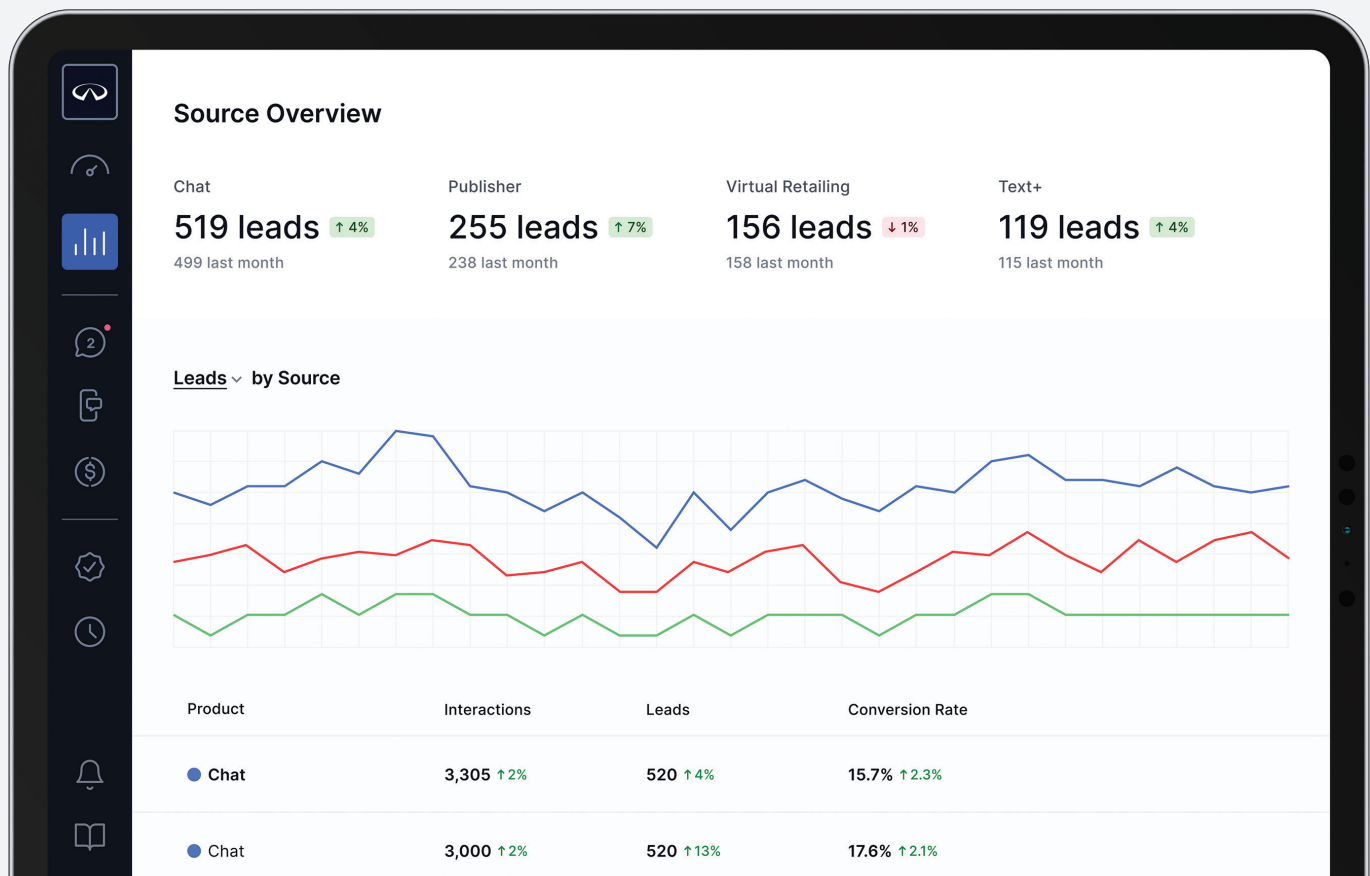 Source Overview
Chat
519 leads ↑ 4%
499 last month
Publisher
255 leads ↑ 7%
238 last month
Virtual Retailing
156 leads ↓ 1%
158 last month
Text+
119 leads ↑ 4%
115 last month
2
Leads by Source
Product Interactions Leads Conversion Rate
Chat 3,305 ↑ 2% 520 ↑ 4% 15.7% ↑ 2.3%
Chat 3,000 ↑ 2% 520 ↑ 13% 17.6% ↑ 2.1%